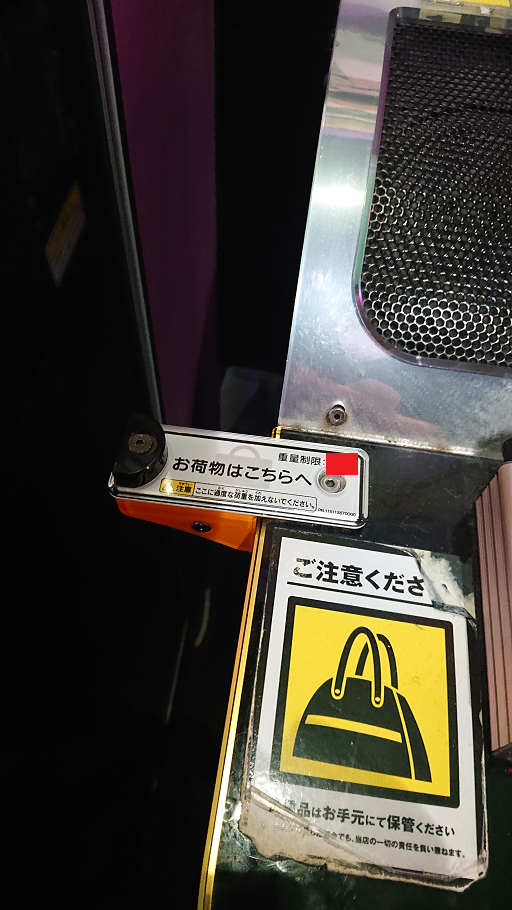 重量制限:
お荷物はこちらへ
注意 ここに過度な荷重を加えないでください。
ご注意くださ
品はお手元にて保管ください
でも、当店の一切の責任を負い兼ねます。